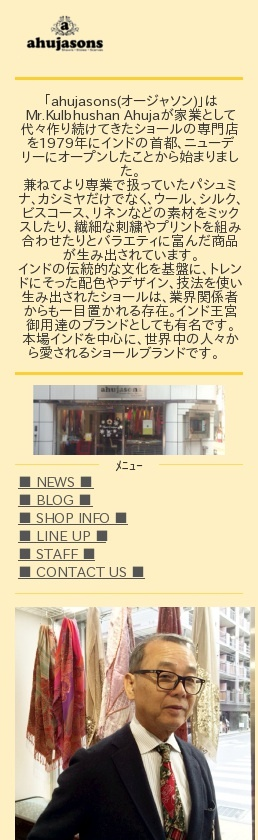 a
ahujasons
「ahujasons(オージャソン)」は
Mr.Kulbhushan Ahujaが家業として
代々作り続けてきたショールの専門店
を1979年にインドの首都、ニューデ
リーにオープンしたことから始まりまし
た。
兼ねてより専業で扱っていたパシュミ
ナ、カシミヤだけでなく、ウール、シルク、
ビスコース、リネンなどの素材をミック
スしたり、繊細な刺繍やプリントを組み
合わせたりとバラエティに富んだ商品
が生み出されています。
インドの伝統的な文化を基盤に、トレン
ドにそった配色やデザイン、技法を使い
生み出されたショールは、業界関係者
からも一目置かれる存在。インド王宮
御用達のブランドとしても有名です。
本場インドを中心に、世界中の人々か
ら愛されるショールブランドです。
ahujasons
ﾒﾆｭｰ
■ NEWS ■
■ BLOG ■
■ SHOP INFO ■
■ LINE UP ■
■ STAFF ■
■ CONTACT US ■